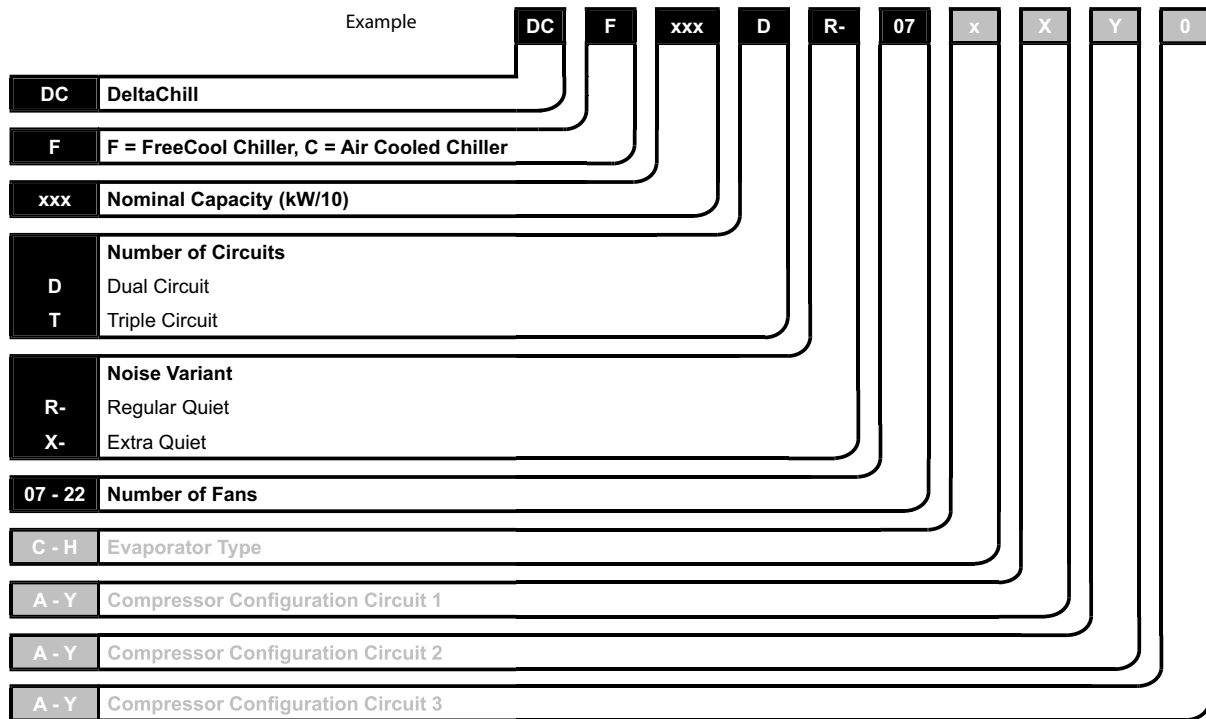 Example
DC F xxx D R- 07 x X Y 0
DC DeltaChill
F F = FreeCool Chiller, C = Air Cooled Chiller
xxx Nominal Capacity (kW/10)
Number of Circuits
D Dual Circuit
T Triple Circuit
Noise Variant
R- Regular Quiet
X- Extra Quiet
07 - 22 Number of Fans
C - H Evaporator Type
A - Y Compressor Configuration Circuit 1
A - Y Compressor Configuration Circuit 2
A - Y Compressor Configuration Circuit 3